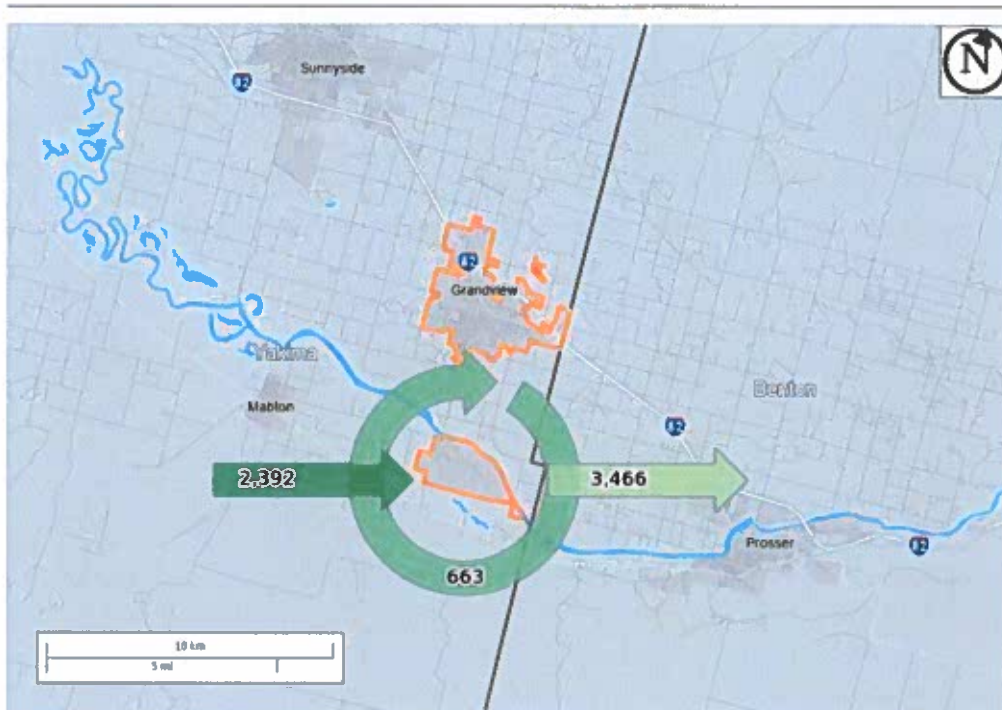 N
Sunnyside
82
82
Grandview
Yakima
Benton
Mabton
82
2,392
3,466
Prosser
82
663
10 km
5 mi